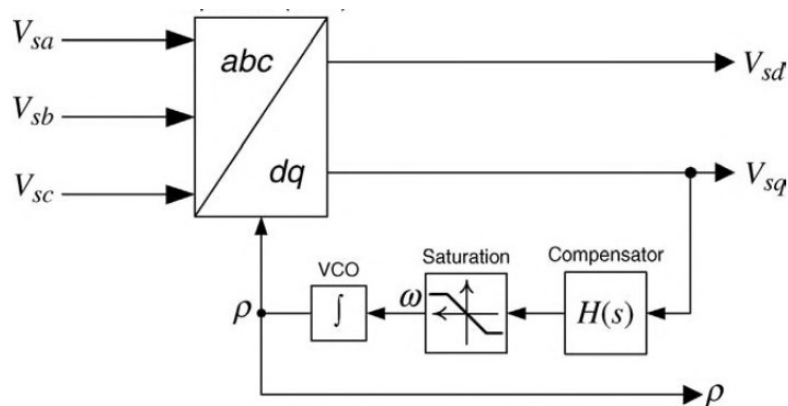 V_sa
V_sb
V_sc
abc
dq
V_sd
V_sq
VCO
Saturation
Compensator
ρ
∫
ω
H(s)
ρ